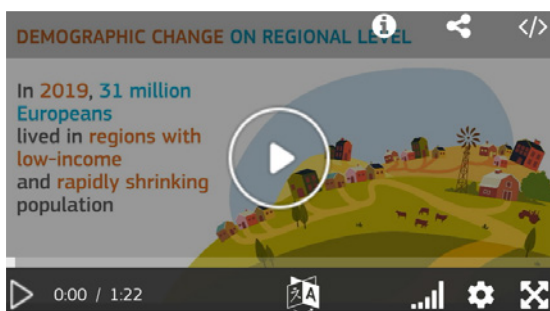 DEMOGRAPHIC CHANGE ON REGIONAL LEVEL
In 2019, 31 million
Europeans
lived in regions with
low-income
and rapidly shrinking
population
0:00 / 1:22